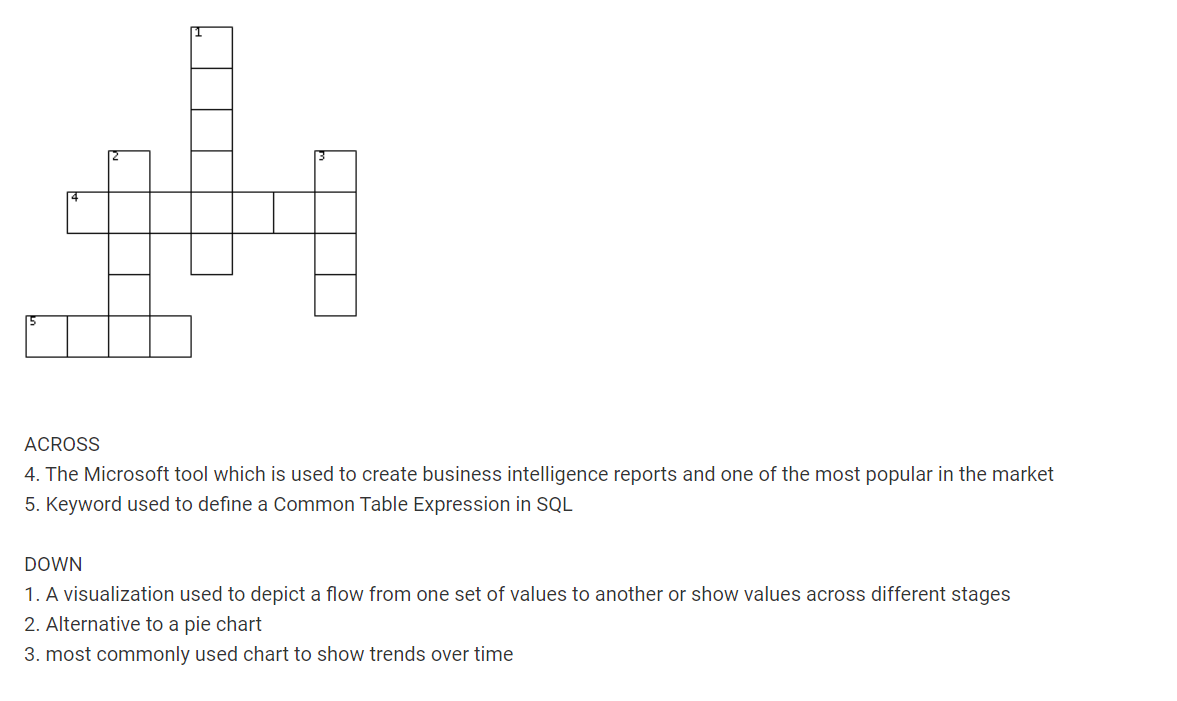 1
2
3
4
5
ACROSS
4. The Microsoft tool which is used to create business intelligence reports and one of the most popular in the market
5. Keyword used to define a Common Table Expression in SQL
DOWN
1. A visualization used to depict a flow from one set of values to another or show values across different stages
2. Alternative to a pie chart
3. most commonly used chart to show trends over time